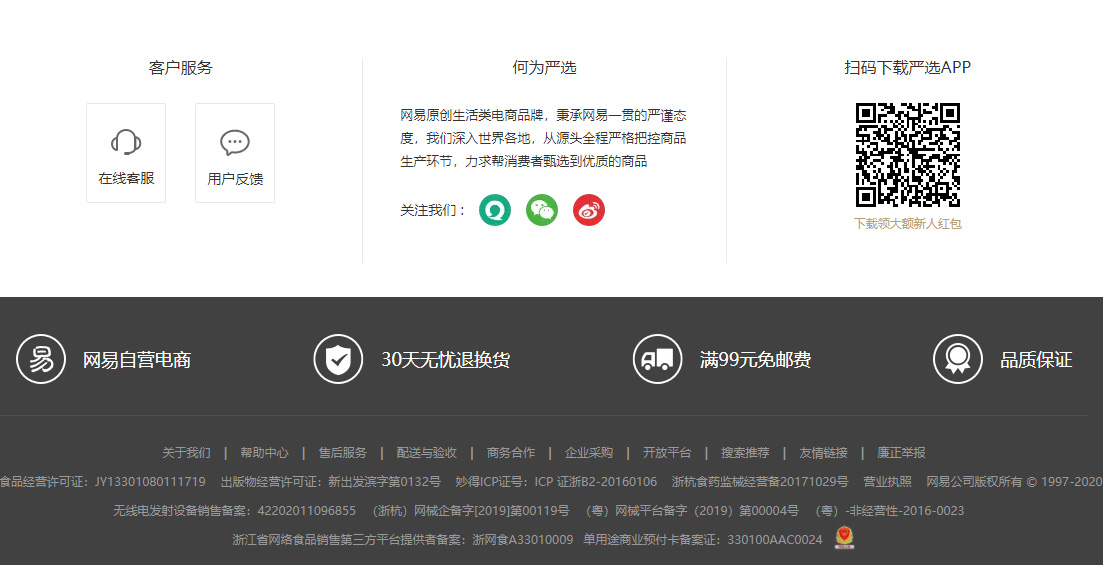 客户服务
在线客服
用户反馈
何为严选
网易原创生活类电商品牌，秉承网易一贯的严谨态
度，我们深入世界各地，从源头全程严格把控商品
生产环节，力求帮消费者甄选到优质的商品
关注我们：
扫码下载严选APP
下载领大额新人红包
易 网易自营电商
30天无忧退换货
满99元免邮费
品质保证
关于我们 | 帮助中心 | 售后服务 | 配送与验收 | 商务合作 | 企业采购 | 开放平台 | 搜索推荐 | 友情链接 | 廉正举报
食品经营许可证：JY13301080111719 出版物经营许可证：新出发滨字第0132号 妙得ICP证号：ICP 证浙B2-20160106 浙杭食药监械经营备20171029号 营业执照 网易公司版权所有 © 1997-2020
无线电发射设备销售备案：42202011096855 （浙杭）网械企备字[2019]第00119号 （粤）网械平台备字（2019）第00004号 （粤）-非经营性-2016-0023
浙江省网络食品销售第三方平台提供者备案：浙网食A33010009 单用途商业预付卡备案证：330100AAC0024